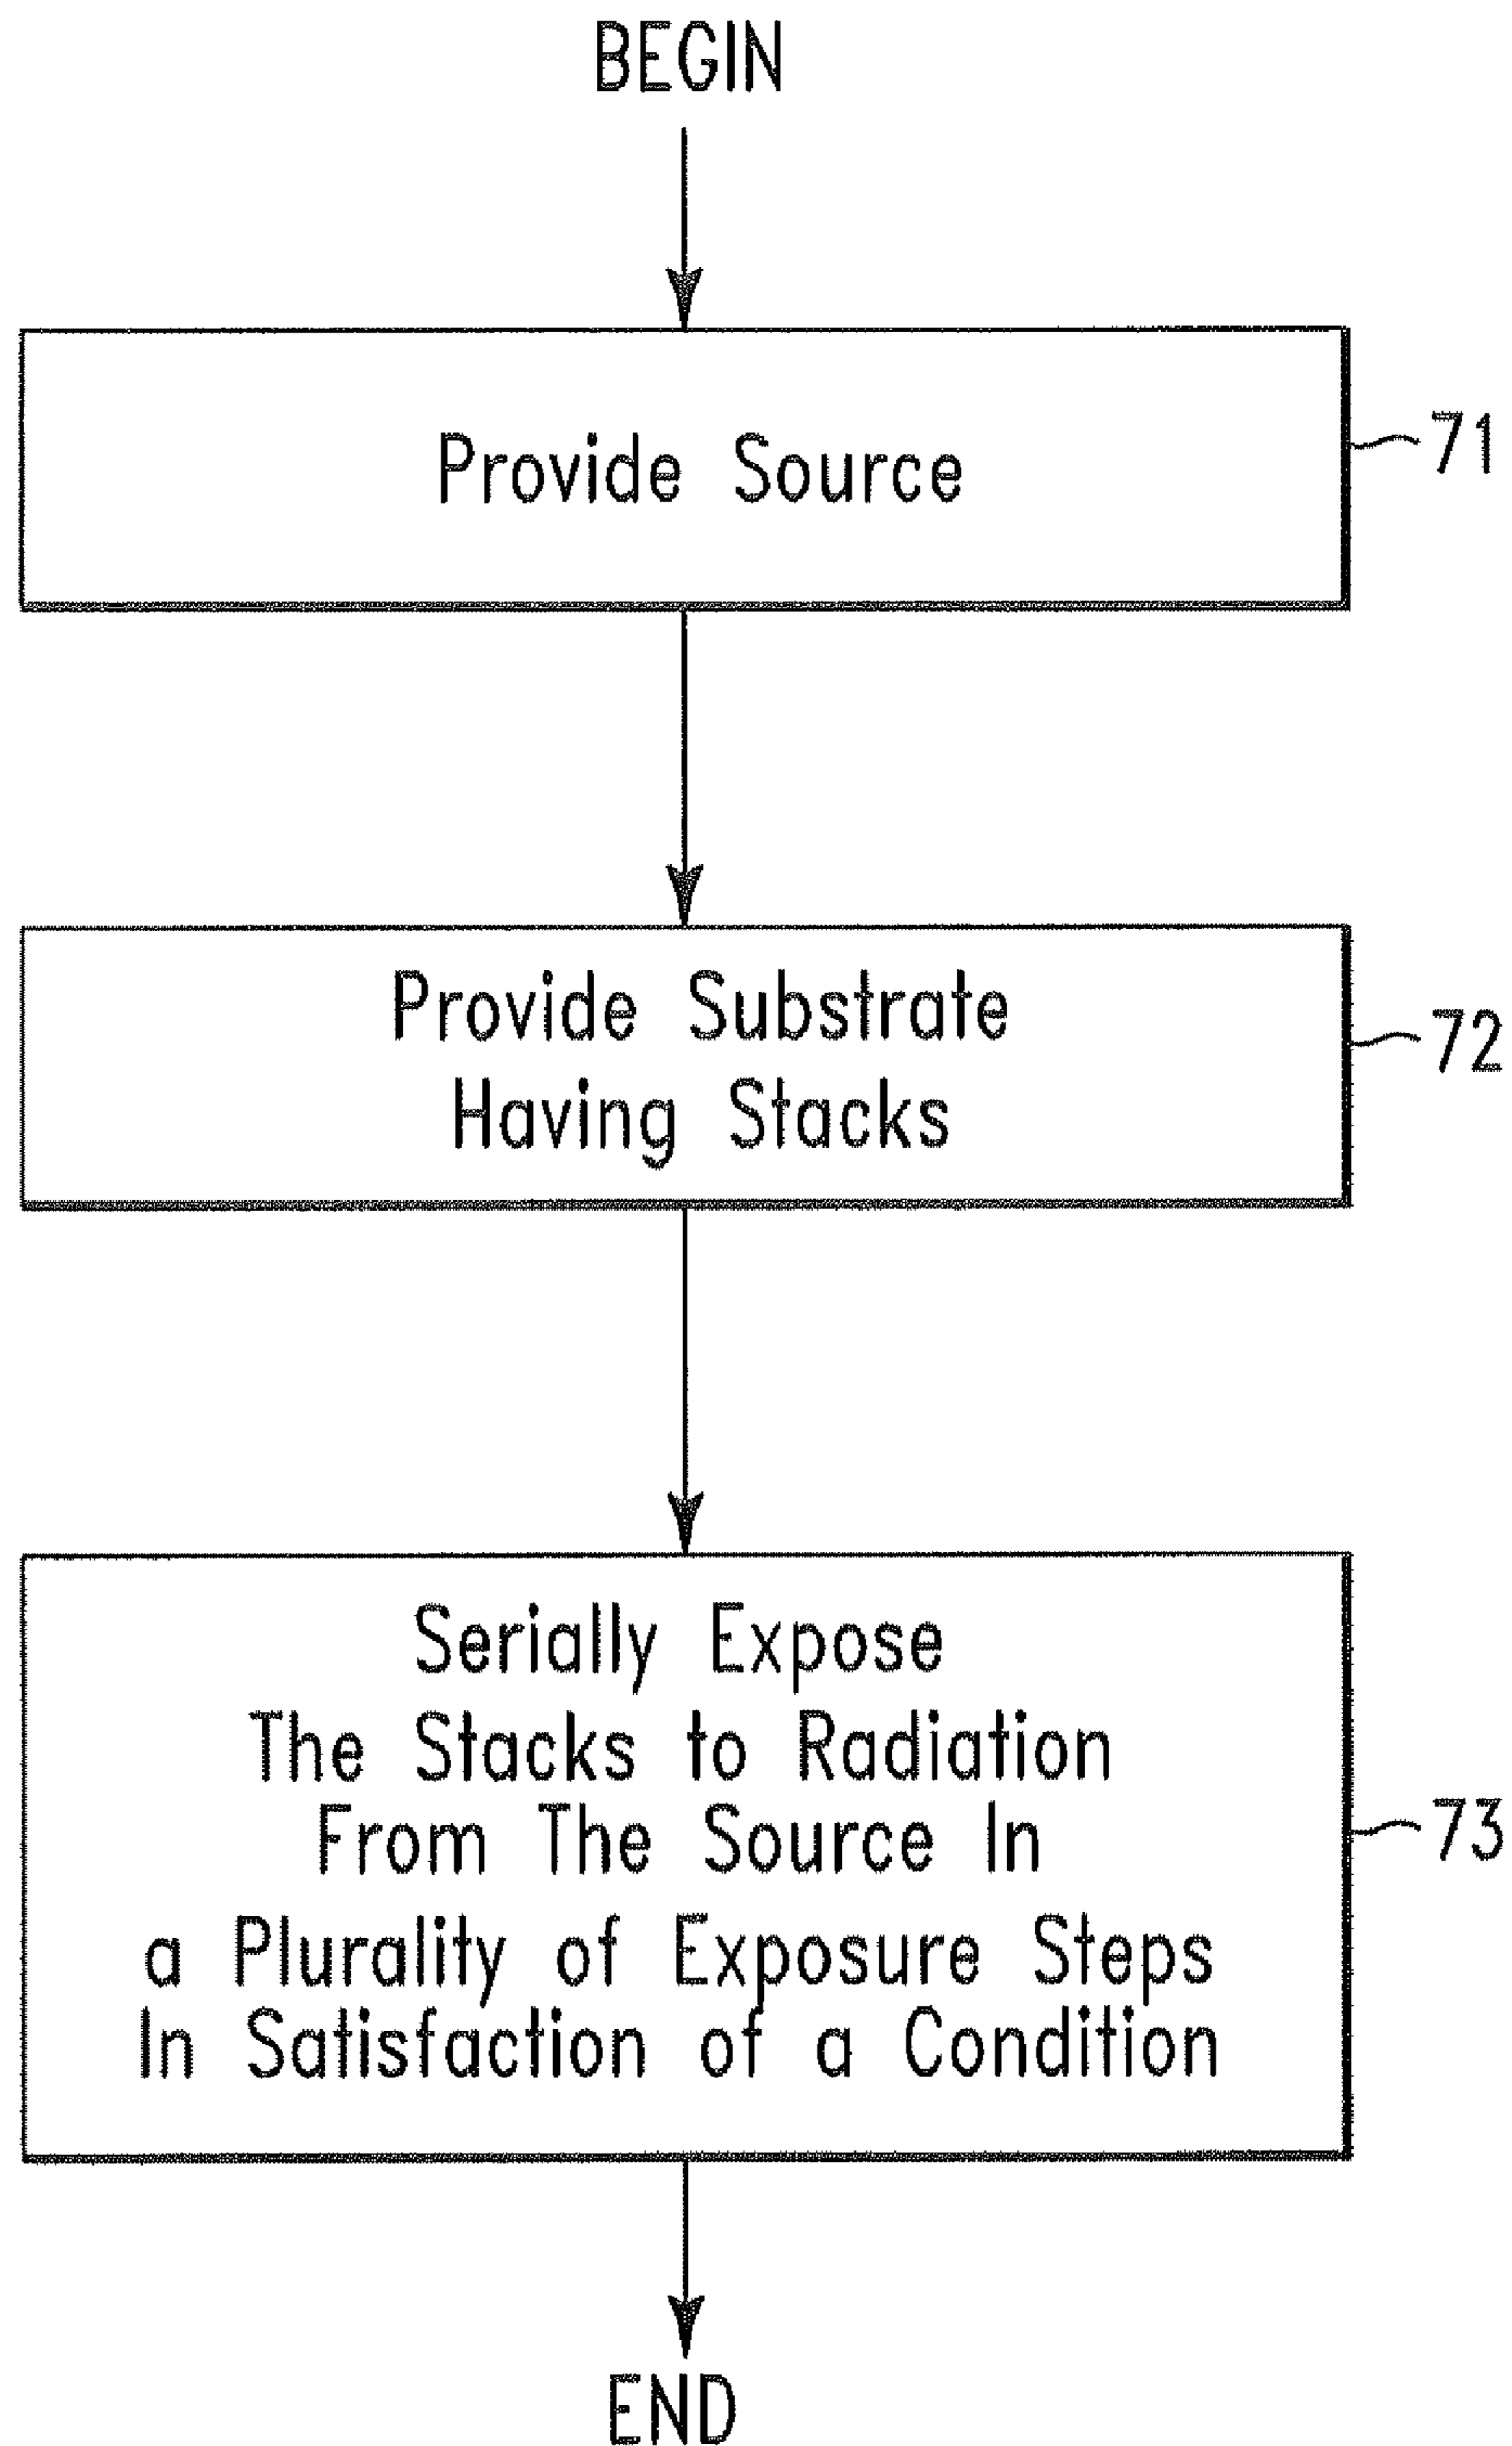 BEGIN
Provide Source
71
Provide Substrate
Having Stacks
72
Serially Expose
The Stacks to Radiation
From The Source In
a Plurality of Exposure Steps
In Satisfaction of a Condition
73
END